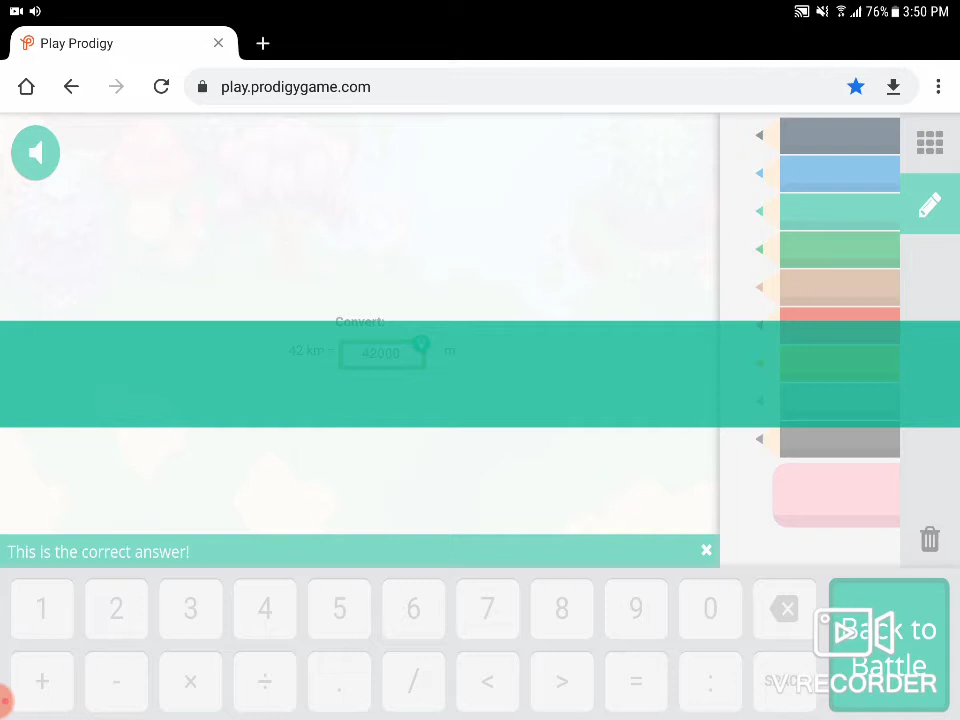 76% 3:50 PM
Play Prodigy
play.prodigygame.com
Convert:
42 km = 42000 m
This is the correct answer!
1 2 3 4 5 6 7 8 9 0
+ - × ÷ . / < > = :
Back to
Battle
V RECORDER